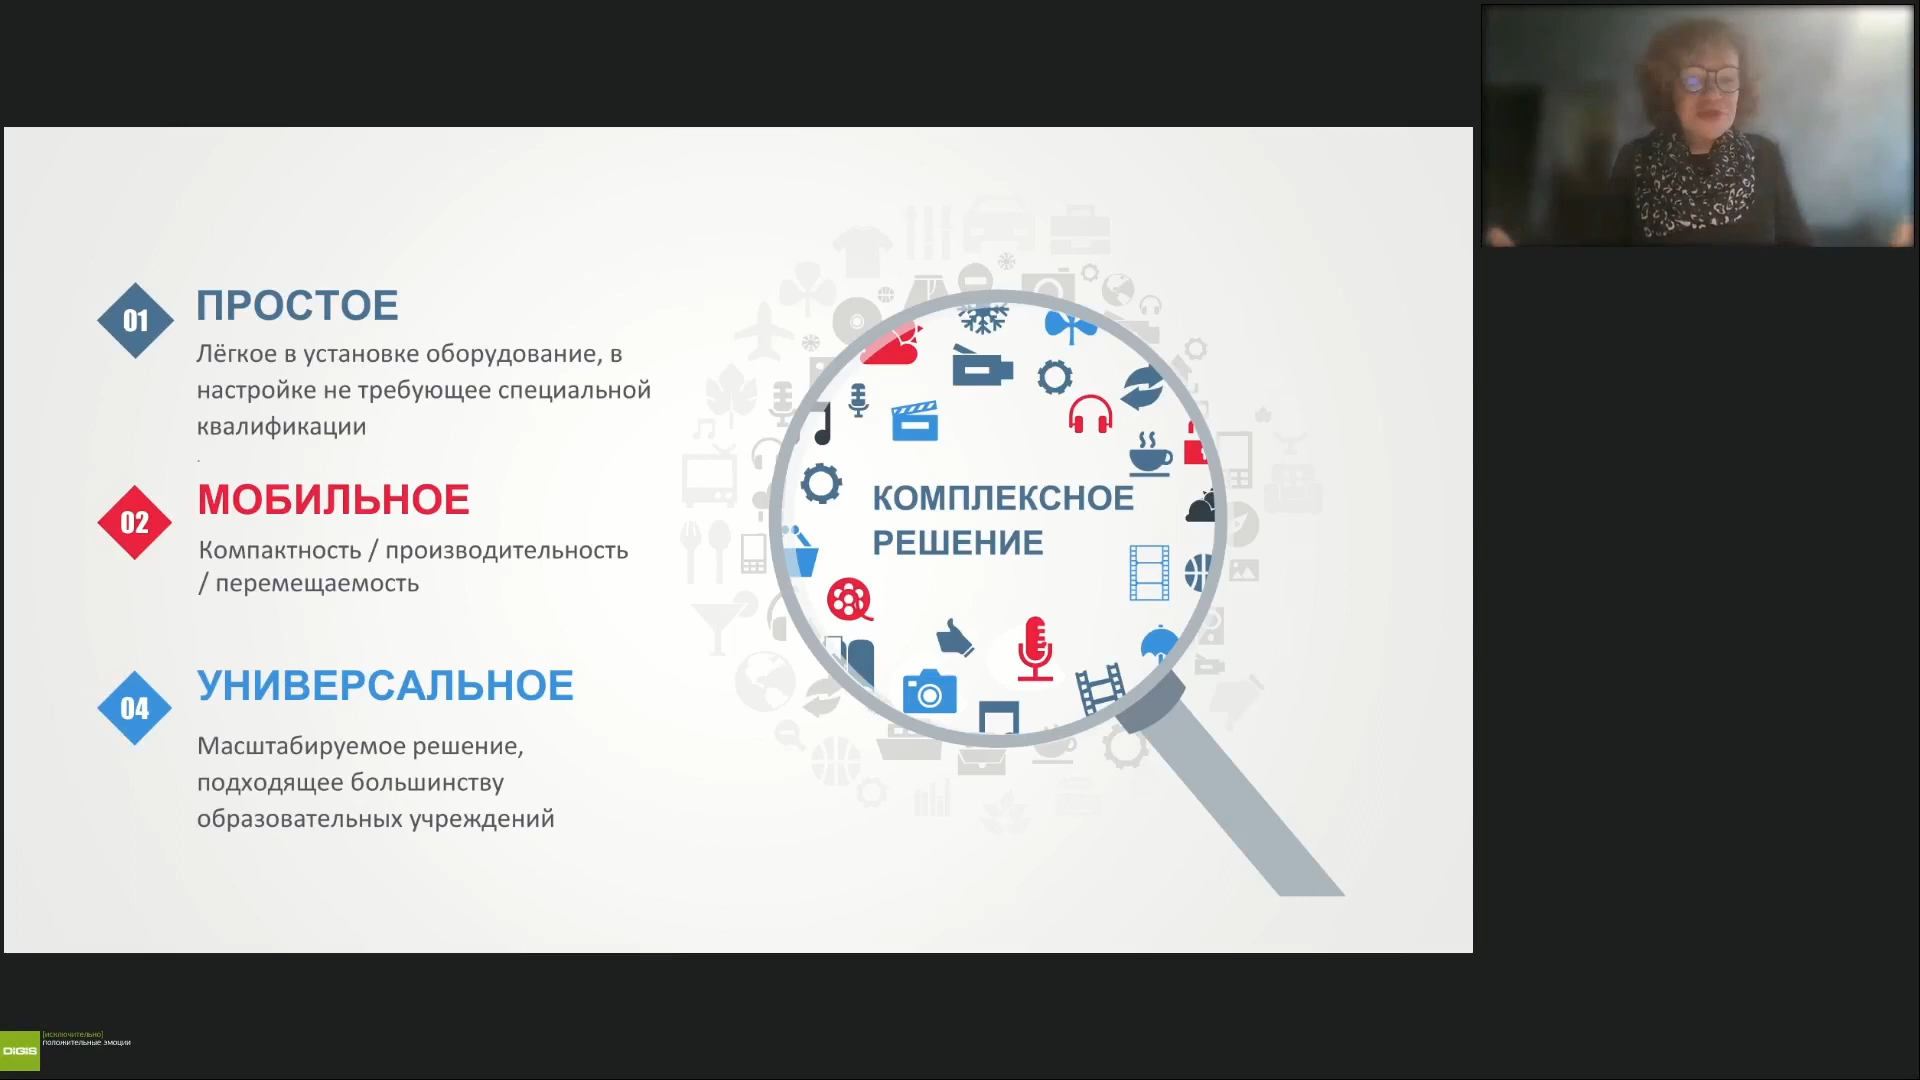 01
ПРОСТОЕ
Лёгкое в установке оборудование, в
настройке не требующее специальной
квалификации
.
02
МОБИЛЬНОЕ
Компактность / производительность
/ перемещаемость
04
УНИВЕРСАЛЬНОЕ
Масштабируемое решение,
подходящее большинству
образовательных учреждений
КОМПЛЕКСНОЕ
РЕШЕНИЕ
DIGIS
[исключительно]
положительные эмоции